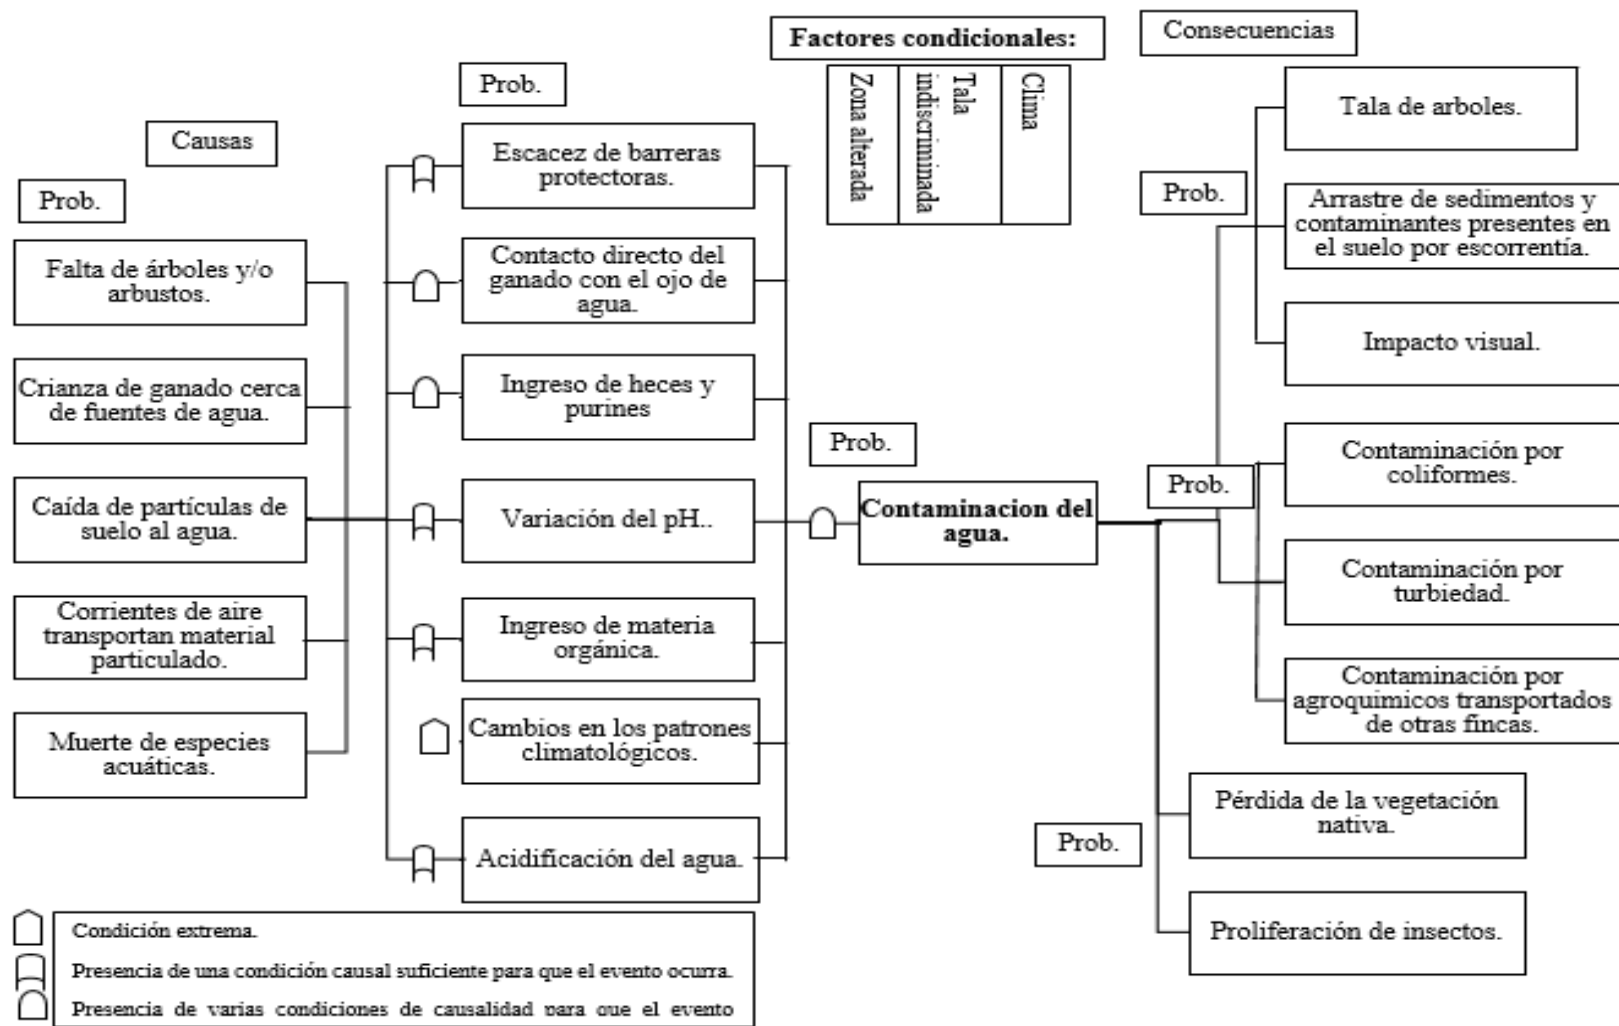 Factores condicionales:
Zona alterada
Tala
indiscriminada
Clima
Consecuencias
Causas
Prob.
Falta de árboles y/o
arbustos.
Crianza de ganado cerca
de fuentes de agua.
Caída de partículas de
suelo al agua.
Corrientes de aire
transportan material
particulado.
Muerte de especies
acuáticas.
Prob.
Escacez de barreras
protectoras.
Contacto directo del
ganado con el ojo de
agua.
Ingreso de heces y
purines
Variación del pH..
Ingreso de materia
orgánica.
Cambios en los patrones
climatológicos.
Acidificación del agua.
Prob.
Contaminacion del
agua.
Prob.
Tala de arboles.
Arrastre de sedimentos y
contaminantes presentes en
el suelo por escorrentía.
Impacto visual.
Prob.
Contaminación por
coliformes.
Contaminación por
turbiedad.
Contaminación por
agroquimicos transportados
de otras fincas.
Prob.
Pérdida de la vegetación
nativa.
Proliferación de insectos.
Condición extrema.
Presencia de una condición causal suficiente para que el evento ocurra.
Presencia de varias condiciones de causalidad para que el evento